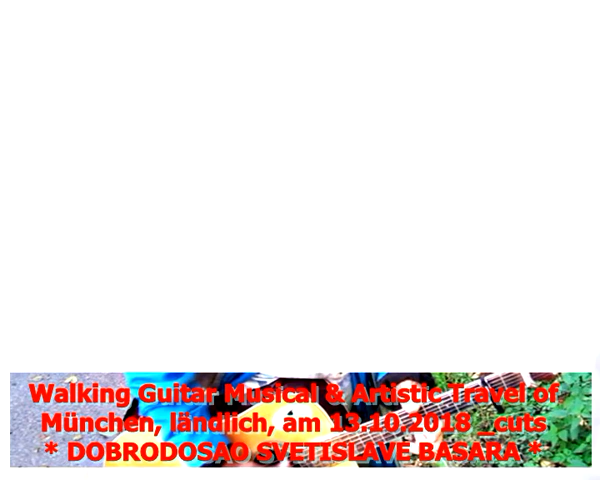 Walking Guitar Musical & Artistic Travel of
München, ländlich, am 13.10.2018 _cuts
* DOBRODOSAO SVETISLAVE BASARA *